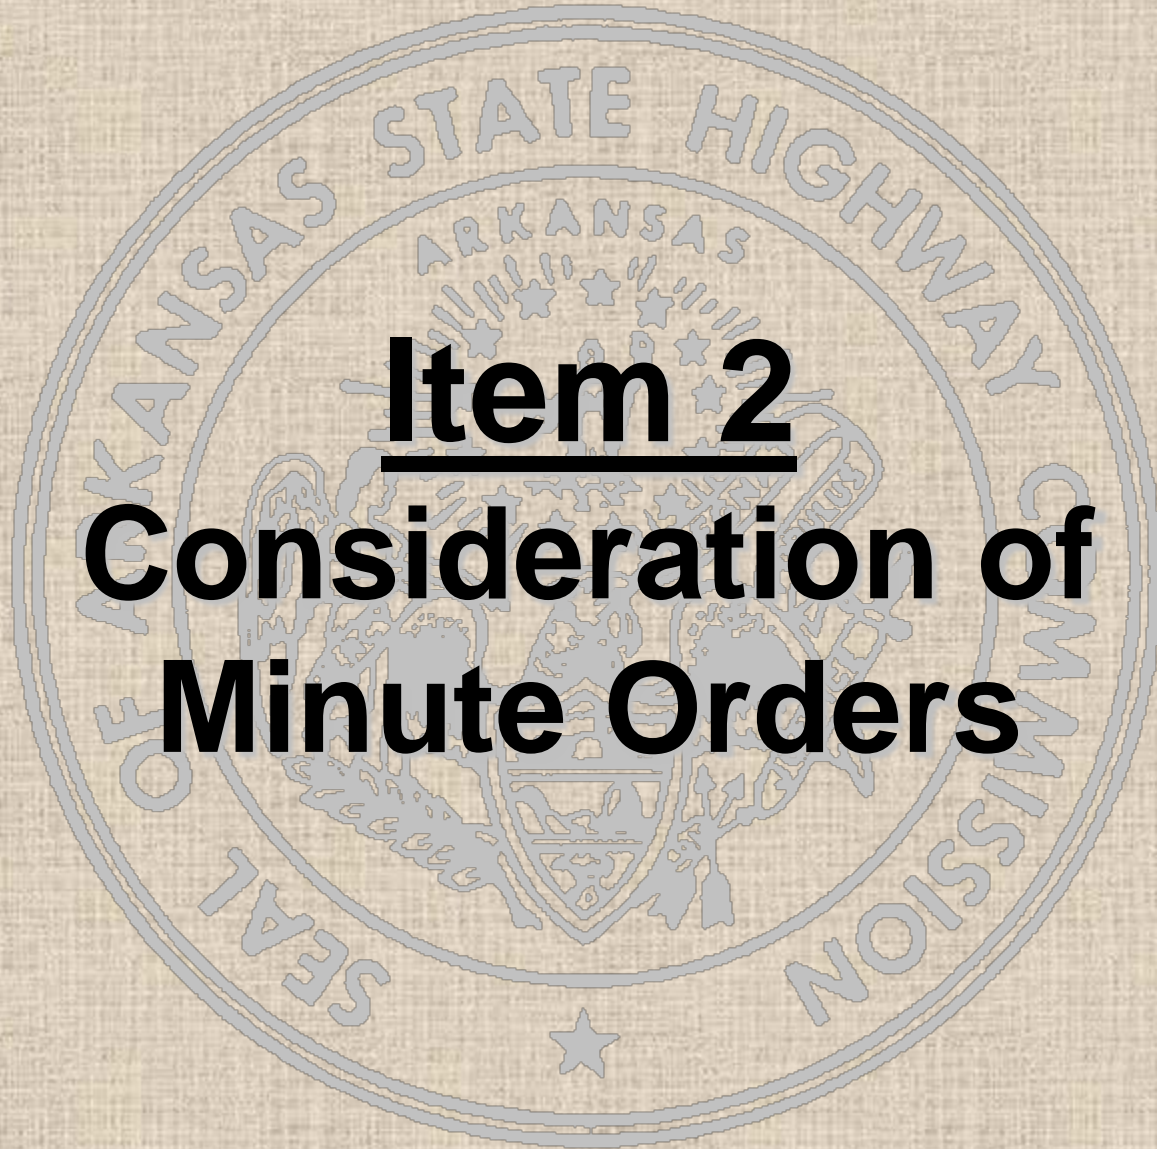 SEAL OF ARKANSAS STATE HIGHWAY COMMISSION
ARKANSAS
Item 2
Consideration of
Minute Orders